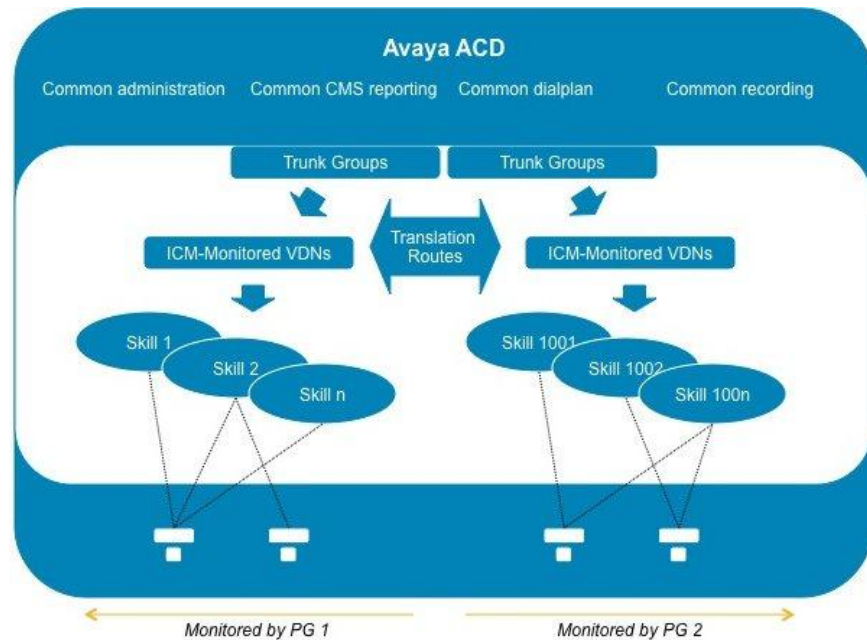 Avaya ACD
Common administration
Common CMS reporting
Common dialplan
Common recording
Trunk Groups
Trunk Groups
Translation
Routes
ICM-Monitored VDNs
ICM-Monitored VDNs
Skill 1
Skill 2
Skill n
Skill 1001
Skill 1002
Skill 100n
Monitored by PG 1
Monitored by PG 2